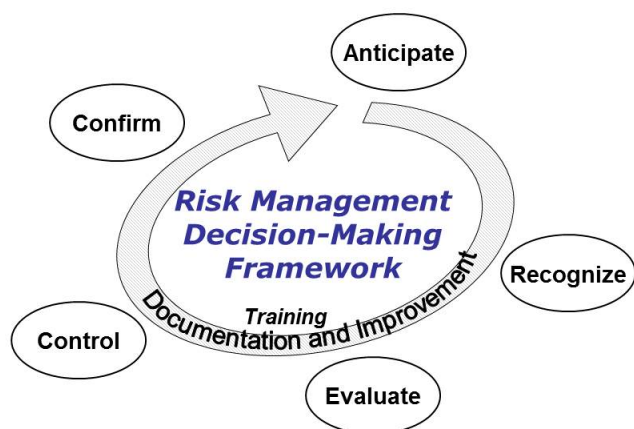 Anticipate
Confirm
Risk Management
Decision-Making
Framework
Recognize
Training
Documentation and Improvement
Control
Evaluate